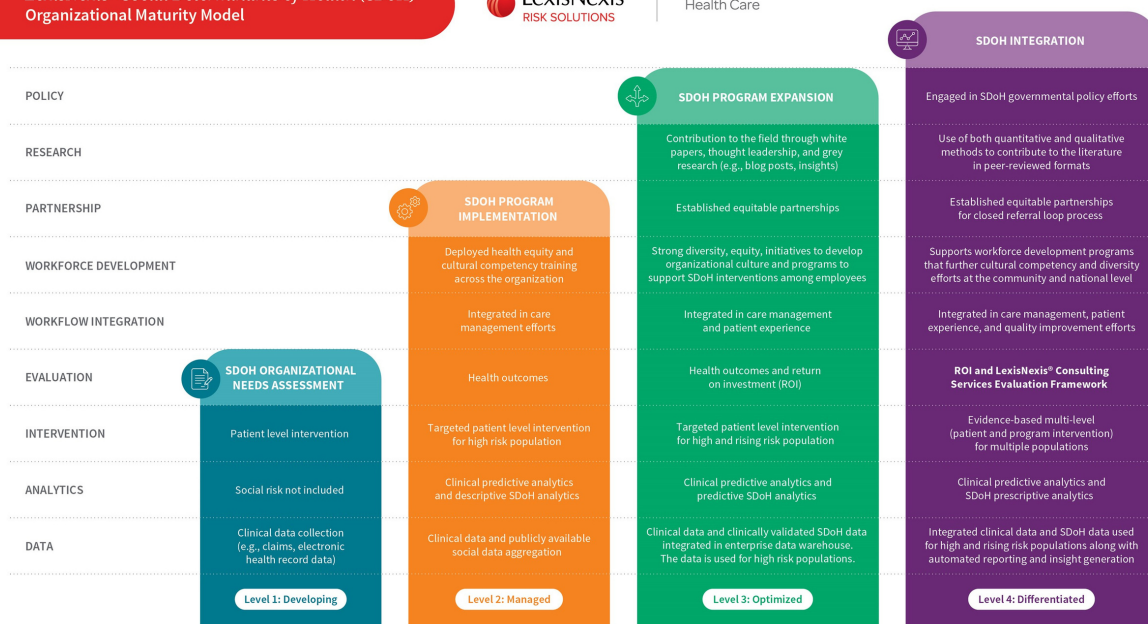 Organizational Maturity Model
LexisNexis
RISK SOLUTIONS
Health Care
SDOH INTEGRATION
POLICY
SDOH PROGRAM EXPANSION
Engaged in SDoH governmental policy efforts
RESEARCH
Contribution to the field through white
papers, thought leadership, and grey
research (e.g., blog posts, insights)
Use of both quantitative and qualitative
methods to contribute to the literature
in peer-reviewed formats
PARTNERSHIP
SDOH PROGRAM
IMPLEMENTATION
Established equitable partnerships
Established equitable partnerships
for closed referral loop process
WORKFORCE DEVELOPMENT
Deployed health equity and
cultural competency training
across the organization
Strong diversity, equity, initiatives to develop
organizational culture and programs to
support SDoH interventions among employees
Supports workforce development programs
that further cultural competency and diversity
efforts at the community and national level
WORKFLOW INTEGRATION
Integrated in care
management efforts
Integrated in care management
and patient experience
Integrated in care management, patient
experience, and quality improvement efforts
EVALUATION
SDOH ORGANIZATIONAL
NEEDS ASSESSMENT
Health outcomes
Health outcomes and return
on investment (ROI)
ROI and LexisNexis® Consulting
Services Evaluation Framework
INTERVENTION
Patient level intervention
Targeted patient level intervention
for high risk population
Targeted patient level intervention
for high and rising risk population
Evidence-based multi-level
(patient and program intervention)
for multiple populations
ANALYTICS
Social risk not included
Clinical predictive analytics
and descriptive SDoH analytics
Clinical predictive analytics and
predictive SDoH analytics
Clinical predictive analytics and
SDoH prescriptive analytics
DATA
Clinical data collection
(e.g., claims, electronic
health record data)
Clinical data and publicly available
social data aggregation
Clinical data and clinically validated SDoH data
integrated in enterprise data warehouse.
The data is used for high risk populations.
Integrated clinical data and SDoH data used
for high and rising risk populations along with
automated reporting and insight generation
Level 1: Developing
Level 2: Managed
Level 3: Optimized
Level 4: Differentiated